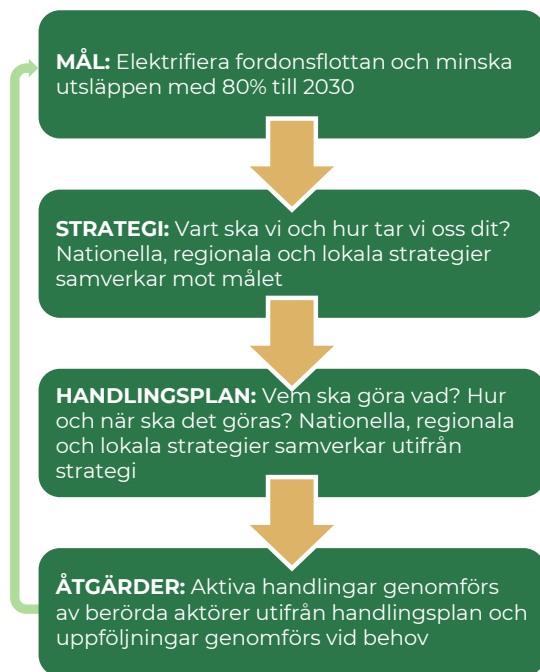 MÅL: Elektrifiera fordonsflottan och minska
utsläppen med 80% till 2030
STRATEGI: Vart ska vi och hur tar vi oss dit?
Nationella, regionala och lokala strategier
samverkar mot målet
HANDLINGSPLAN: Vem ska göra vad? Hur
och när ska det göras? Nationella, regionala
och lokala strategier samverkar utifrån
strategi
ÅTGÄRDER: Aktiva handlingar genomförs
av berörda aktörer utifrån handlingsplan och
uppföljningar genomförs vid behov